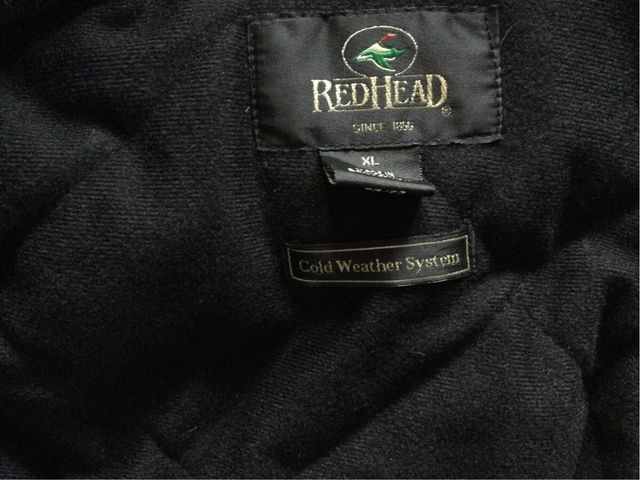 REDHEAD®
SINCE 1856
XL
Cold Weather System